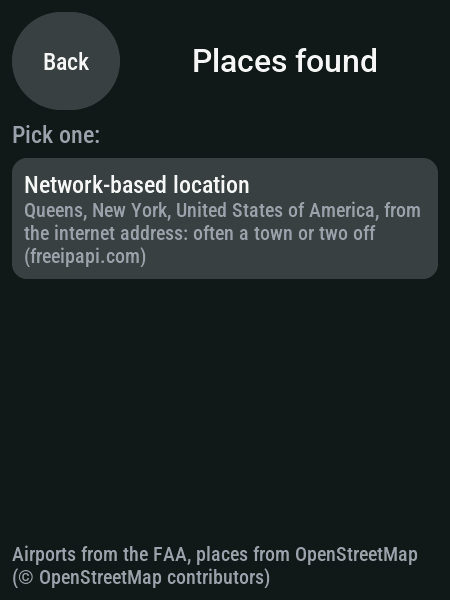 Back
Places found
Pick one:
Network-based location
Queens, New York, United States of America, from
the internet address: often a town or two off
(freeipapi.com)
Airports from the FAA, places from OpenStreetMap
(© OpenStreetMap contributors)